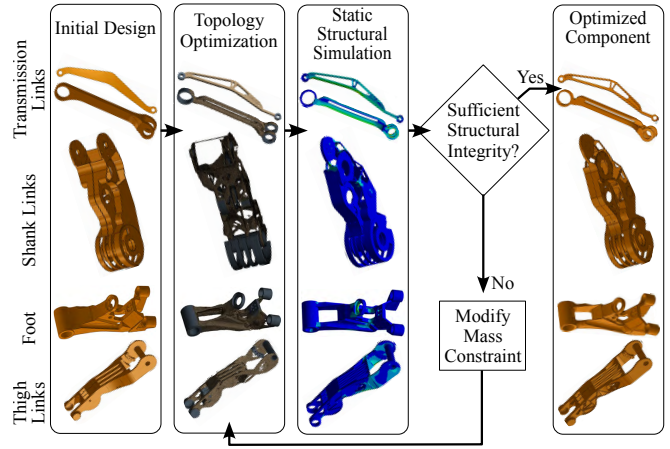 Initial Design
Topology
Optimization
Static
Structural
Simulation
Optimized
Component
Transmission
Links
Shank Links
Foot
Thigh
Links
Sufficient
Structural
Integrity?
Yes
No
Modify
Mass
Constraint